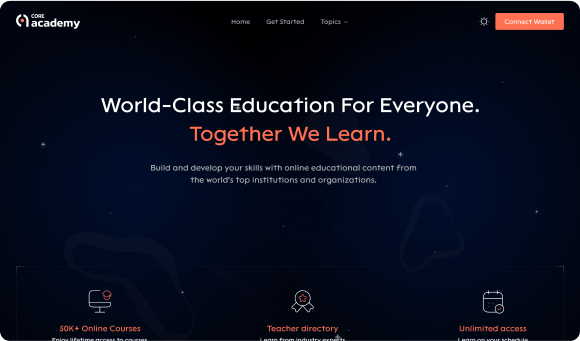 CORE
academy
Home
Get Started
Topics
Connect Wallet
World-Class Education For Everyone.
Together We Learn.
Build and develop your skills with online educational content from
the world's top institutions and organizations.
30K+ Online Courses
Teacher directory
Unlimited access
Enjoy lifetime access to courses
Learn from industry experts
Learn on your schedule